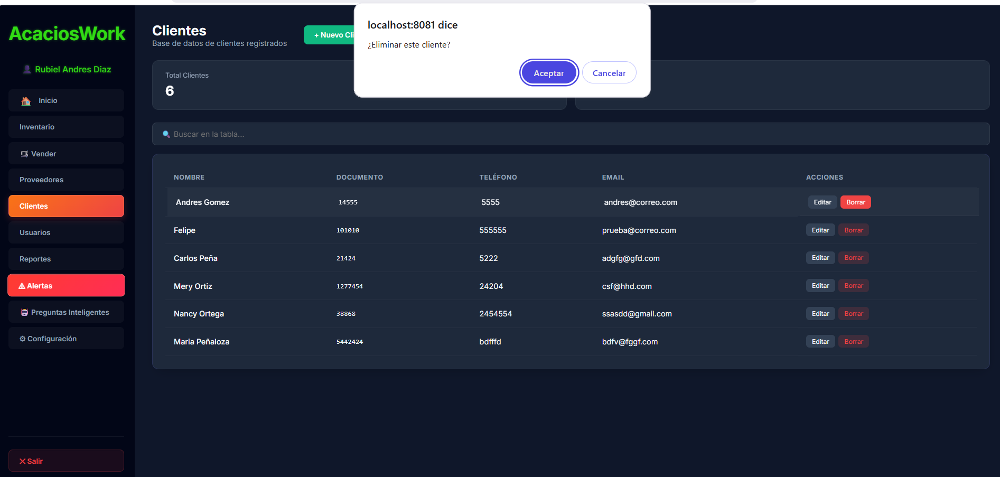 localhost:8081 dice
¿Eliminar este cliente?
Aceptar
Cancelar
AcaciosWork
Rubiel Andres Diaz
Inicio
Inventario
Vender
Proveedores
Clientes
Usuarios
Reportes
Alertas
Preguntas Inteligentes
Configuración
Salir
Clientes
Base de datos de clientes registrados
+ Nuevo Cli
Total Clientes
6
Buscar en la tabla...
NOMBRE DOCUMENTO TELÉFONO EMAIL ACCIONES
Andres Gomez 14555 5555 andres@correo.com Editar Borrar
Felipe 101010 555555 prueba@correo.com Editar Borrar
Carlos Peña 21424 5222 adgfg@gfd.com Editar Borrar
Mery Ortiz 1277454 24204 csf@hhd.com Editar Borrar
Nancy Ortega 38868 2454554 ssasdd@gmail.com Editar Borrar
Maria Peñaloza 5442424 bdfffd bdfv@fggf.com Editar Borrar